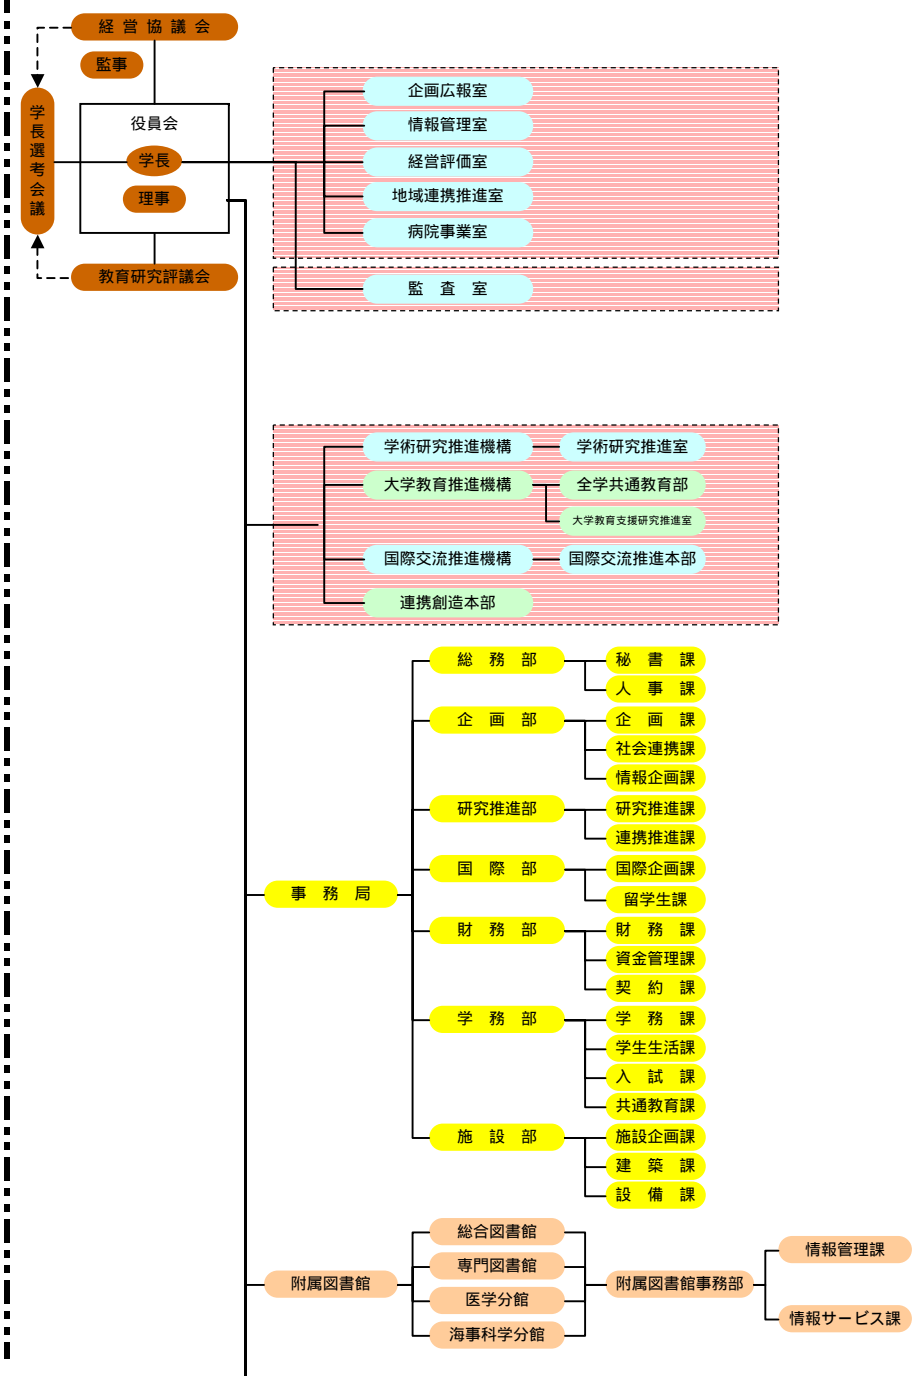 経 営 協 議 会
監事
学長選考会議
役員会
学長
理事
教育研究評議会
企画広報室
情報管理室
経営評価室
地域連携推進室
病院事業室
監 査 室
学術研究推進機構
学術研究推進室
大学教育推進機構
全学共通教育部
大学教育支援研究推進室
国際交流推進機構
国際交流推進本部
連携創造本部
事 務 局
総 務 部
秘 書 課
人 事 課
企 画 部
企 画 課
社会連携課
情報企画課
研究推進部
研究推進課
連携推進課
国 際 部
国際企画課
留学生課
財 務 部
財 務 課
資金管理課
契 約 課
学 務 部
学 務 課
学生生活課
入 試 課
共通教育課
施 設 部
施設企画課
建 築 課
設 備 課
附属図書館
総合図書館
専門図書館
医学分館
海事科学分館
附属図書館事務部
情報管理課
情報サービス課